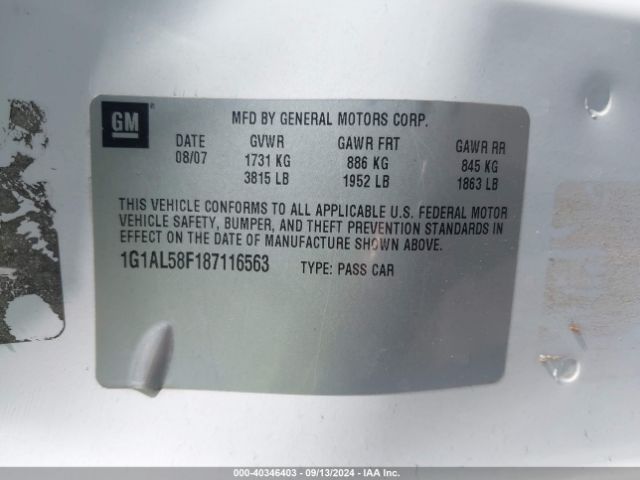 GM
®
MFD BY GENERAL MOTORS CORP.
DATE GVWR GAWR FRT GAWR RR
08/07 1731 KG 886 KG 845 KG
3815 LB 1952 LB 1863 LB
THIS VEHICLE CONFORMS TO ALL APPLICABLE U.S. FEDERAL MOTOR
VEHICLE SAFETY, BUMPER, AND THEFT PREVENTION STANDARDS IN
EFFECT ON THE DATE OF MANUFACTURE SHOWN ABOVE.
1G1AL58F187116563 TYPE: PASS CAR
000-40346403 - 09/13/2024 - IAA Inc.